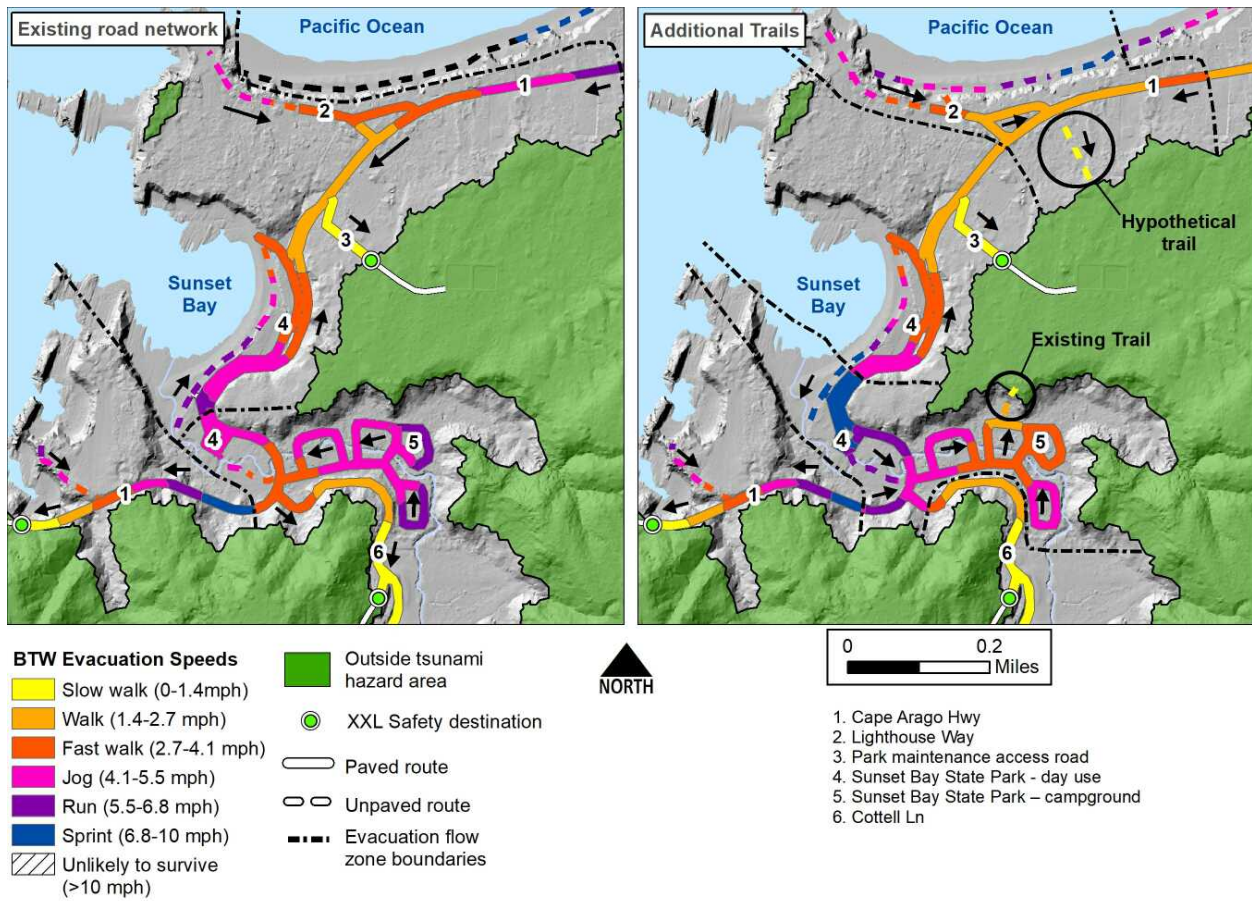 Existing road network
Pacific Ocean
1
2
3
Sunset
Bay
4
4
5
1
6
Additional Trails
Pacific Ocean
1
2
Hypothetical
trail
3
Sunset
Bay
4
Existing Trail
4
5
1
6
BTW Evacuation Speeds
Slow walk (0-1.4mph)
Walk (1.4-2.7 mph)
Fast walk (2.7-4.1 mph)
Jog (4.1-5.5 mph)
Run (5.5-6.8 mph)
Sprint (6.8-10 mph)
Unlikely to survive
(>10 mph)
Outside tsunami
hazard area
XXL Safety destination
Paved route
Unpaved route
Evacuation flow
zone boundaries
NORTH
0 0.2
Miles
1. Cape Arago Hwy
2. Lighthouse Way
3. Park maintenance access road
4. Sunset Bay State Park - day use
5. Sunset Bay State Park – campground
6. Cottell Ln